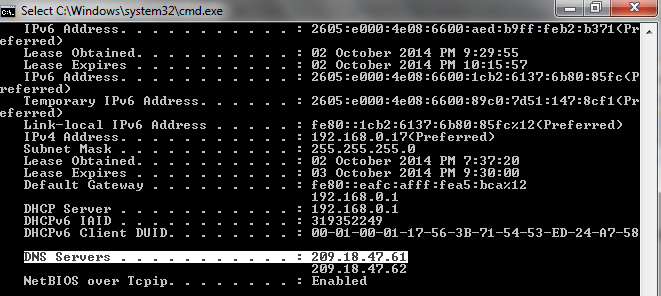 Select C:\Windows\system32\cmd.exe
IPv6 Address. . . . . . . . . . . : 2605:e000:4e08:6600:aed:b9ff:feb2:b371(Pr
eferred)
Lease Obtained. . . . . . . . . . : 02 October 2014 PM 9:29:55
Lease Expires . . . . . . . . . . : 02 October 2014 PM 10:15:57
IPv6 Address. . . . . . . . . . . : 2605:e000:4e08:6600:1cb2:6137:6b80:85fc(P
referred)
Temporary IPv6 Address. . . . . . : 2605:e000:4e08:6600:89c0:7d51:147:8cf1(Pr
eferred)
Link-local IPv6 Address . . . . . : fe80::1cb2:6137:6b80:85fc%12(Preferred)
IPv4 Address. . . . . . . . . . . : 192.168.0.17(Preferred)
Subnet Mask . . . . . . . . . . . : 255.255.255.0
Lease Obtained. . . . . . . . . . : 02 October 2014 PM 7:37:20
Lease Expires . . . . . . . . . . : 03 October 2014 PM 9:30:00
Default Gateway . . . . . . . . . : fe80::eafc:afff:fea5:bca%12
192.168.0.1
DHCP Server . . . . . . . . . . . : 192.168.0.1
DHCPv6 IAID . . . . . . . . . . . : 319352249
DHCPv6 Client DUID. . . . . . . . : 00-01-00-01-17-56-3B-71-54-53-ED-24-A7-58
DNS Servers . . . . . . . . . . . : 209.18.47.61
209.18.47.62
NetBIOS over Tcpip. . . . . . . . : Enabled